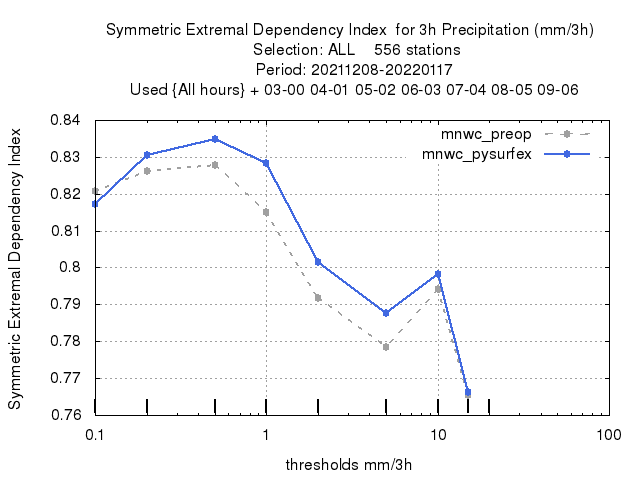 Symmetric Extremal Dependency Index  for 3h Precipitation (mm/3h)
Selection: ALL    556 stations
Period: 20211208-20220117
Used {All hours} + 03-00 04-01 05-02 06-03 07-04 08-05 09-06
Symmetric Extremal Dependency Index
0.84
0.83
0.82
0.81
0.8
0.79
0.78
0.77
0.76
mnwc_preop
mnwc_pysurfex
0.1 1 10 100
thresholds mm/3h